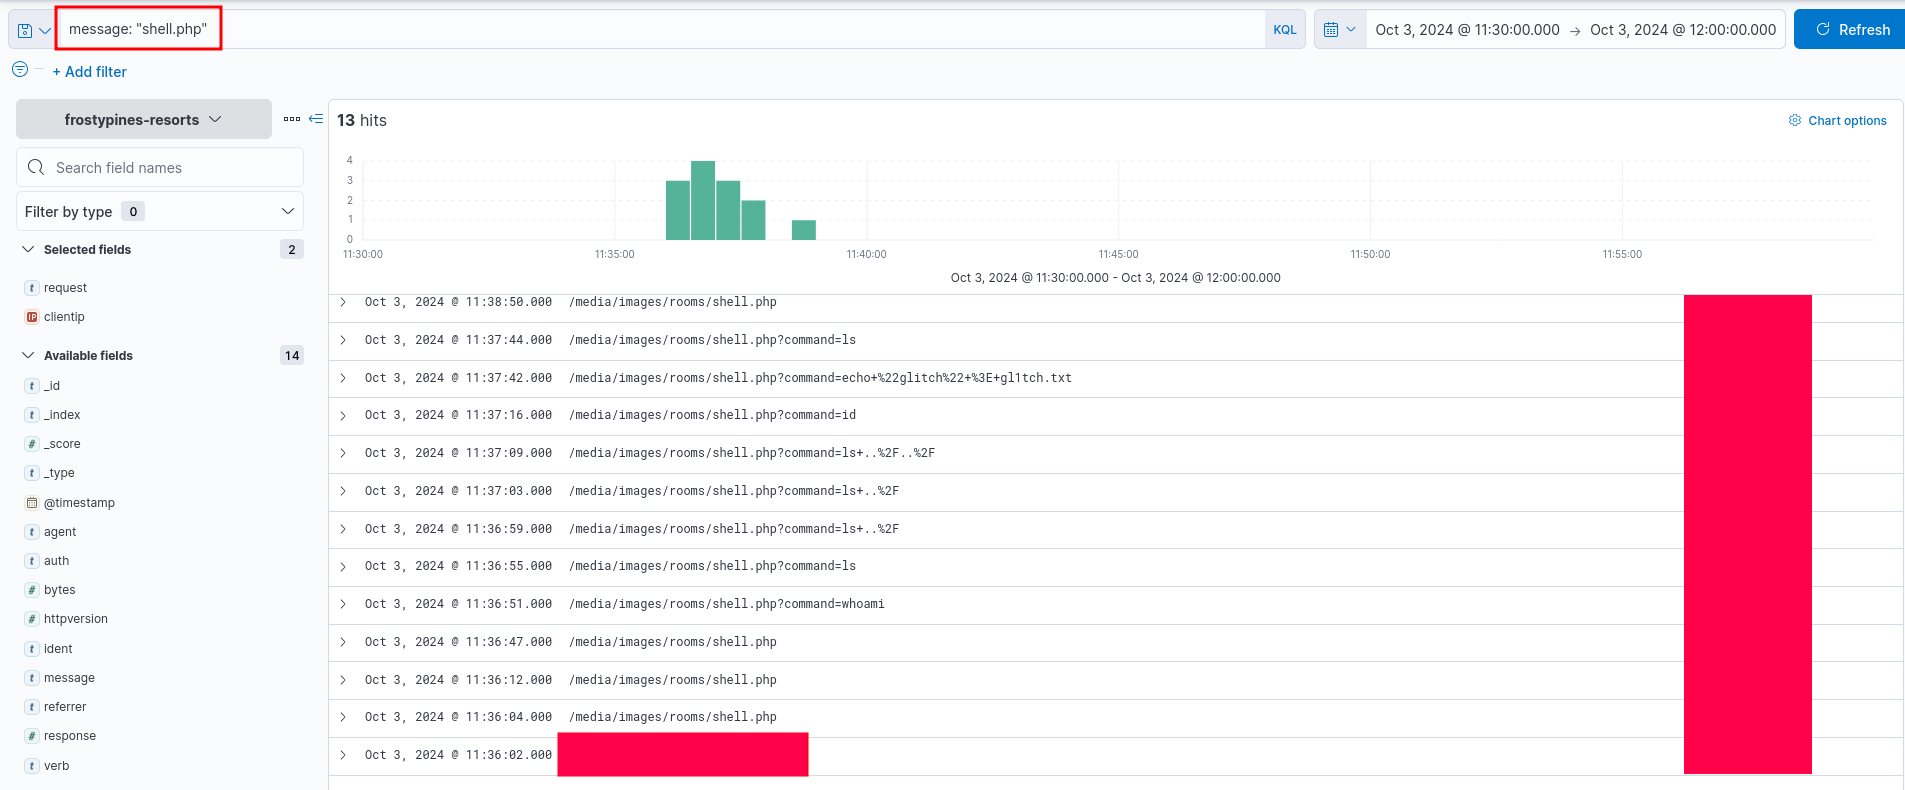 message: "shell.php"
KQL
Oct 3, 2024 @ 11:30:00.000 → Oct 3, 2024 @ 12:00:00.000
Refresh
+ Add filter
frostypines-resorts
Search field names
Filter by type 0
Selected fields 2
t request
IP clientip
Available fields 14
t _id
t _index
# _score
t _type
@timestamp
t agent
t auth
# bytes
# httpversion
t ident
t message
t referrer
# response
t verb
13 hits
Chart options
4
3
2
1
0
11:30:00 11:35:00 11:40:00 11:45:00 11:50:00 11:55:00
Oct 3, 2024 @ 11:30:00.000 - Oct 3, 2024 @ 12:00:00.000
Oct 3, 2024 @ 11:38:50.000 /media/images/rooms/shell.php
Oct 3, 2024 @ 11:37:44.000 /media/images/rooms/shell.php?command=ls
Oct 3, 2024 @ 11:37:42.000 /media/images/rooms/shell.php?command=echo+%22glitch%22+%3E+gl1tch.txt
Oct 3, 2024 @ 11:37:16.000 /media/images/rooms/shell.php?command=id
Oct 3, 2024 @ 11:37:09.000 /media/images/rooms/shell.php?command=ls+..%2F..%2F
Oct 3, 2024 @ 11:37:03.000 /media/images/rooms/shell.php?command=ls+..%2F
Oct 3, 2024 @ 11:36:59.000 /media/images/rooms/shell.php?command=ls+..%2F
Oct 3, 2024 @ 11:36:55.000 /media/images/rooms/shell.php?command=ls
Oct 3, 2024 @ 11:36:51.000 /media/images/rooms/shell.php?command=whoami
Oct 3, 2024 @ 11:36:47.000 /media/images/rooms/shell.php
Oct 3, 2024 @ 11:36:12.000 /media/images/rooms/shell.php
Oct 3, 2024 @ 11:36:04.000 /media/images/rooms/shell.php
Oct 3, 2024 @ 11:36:02.000